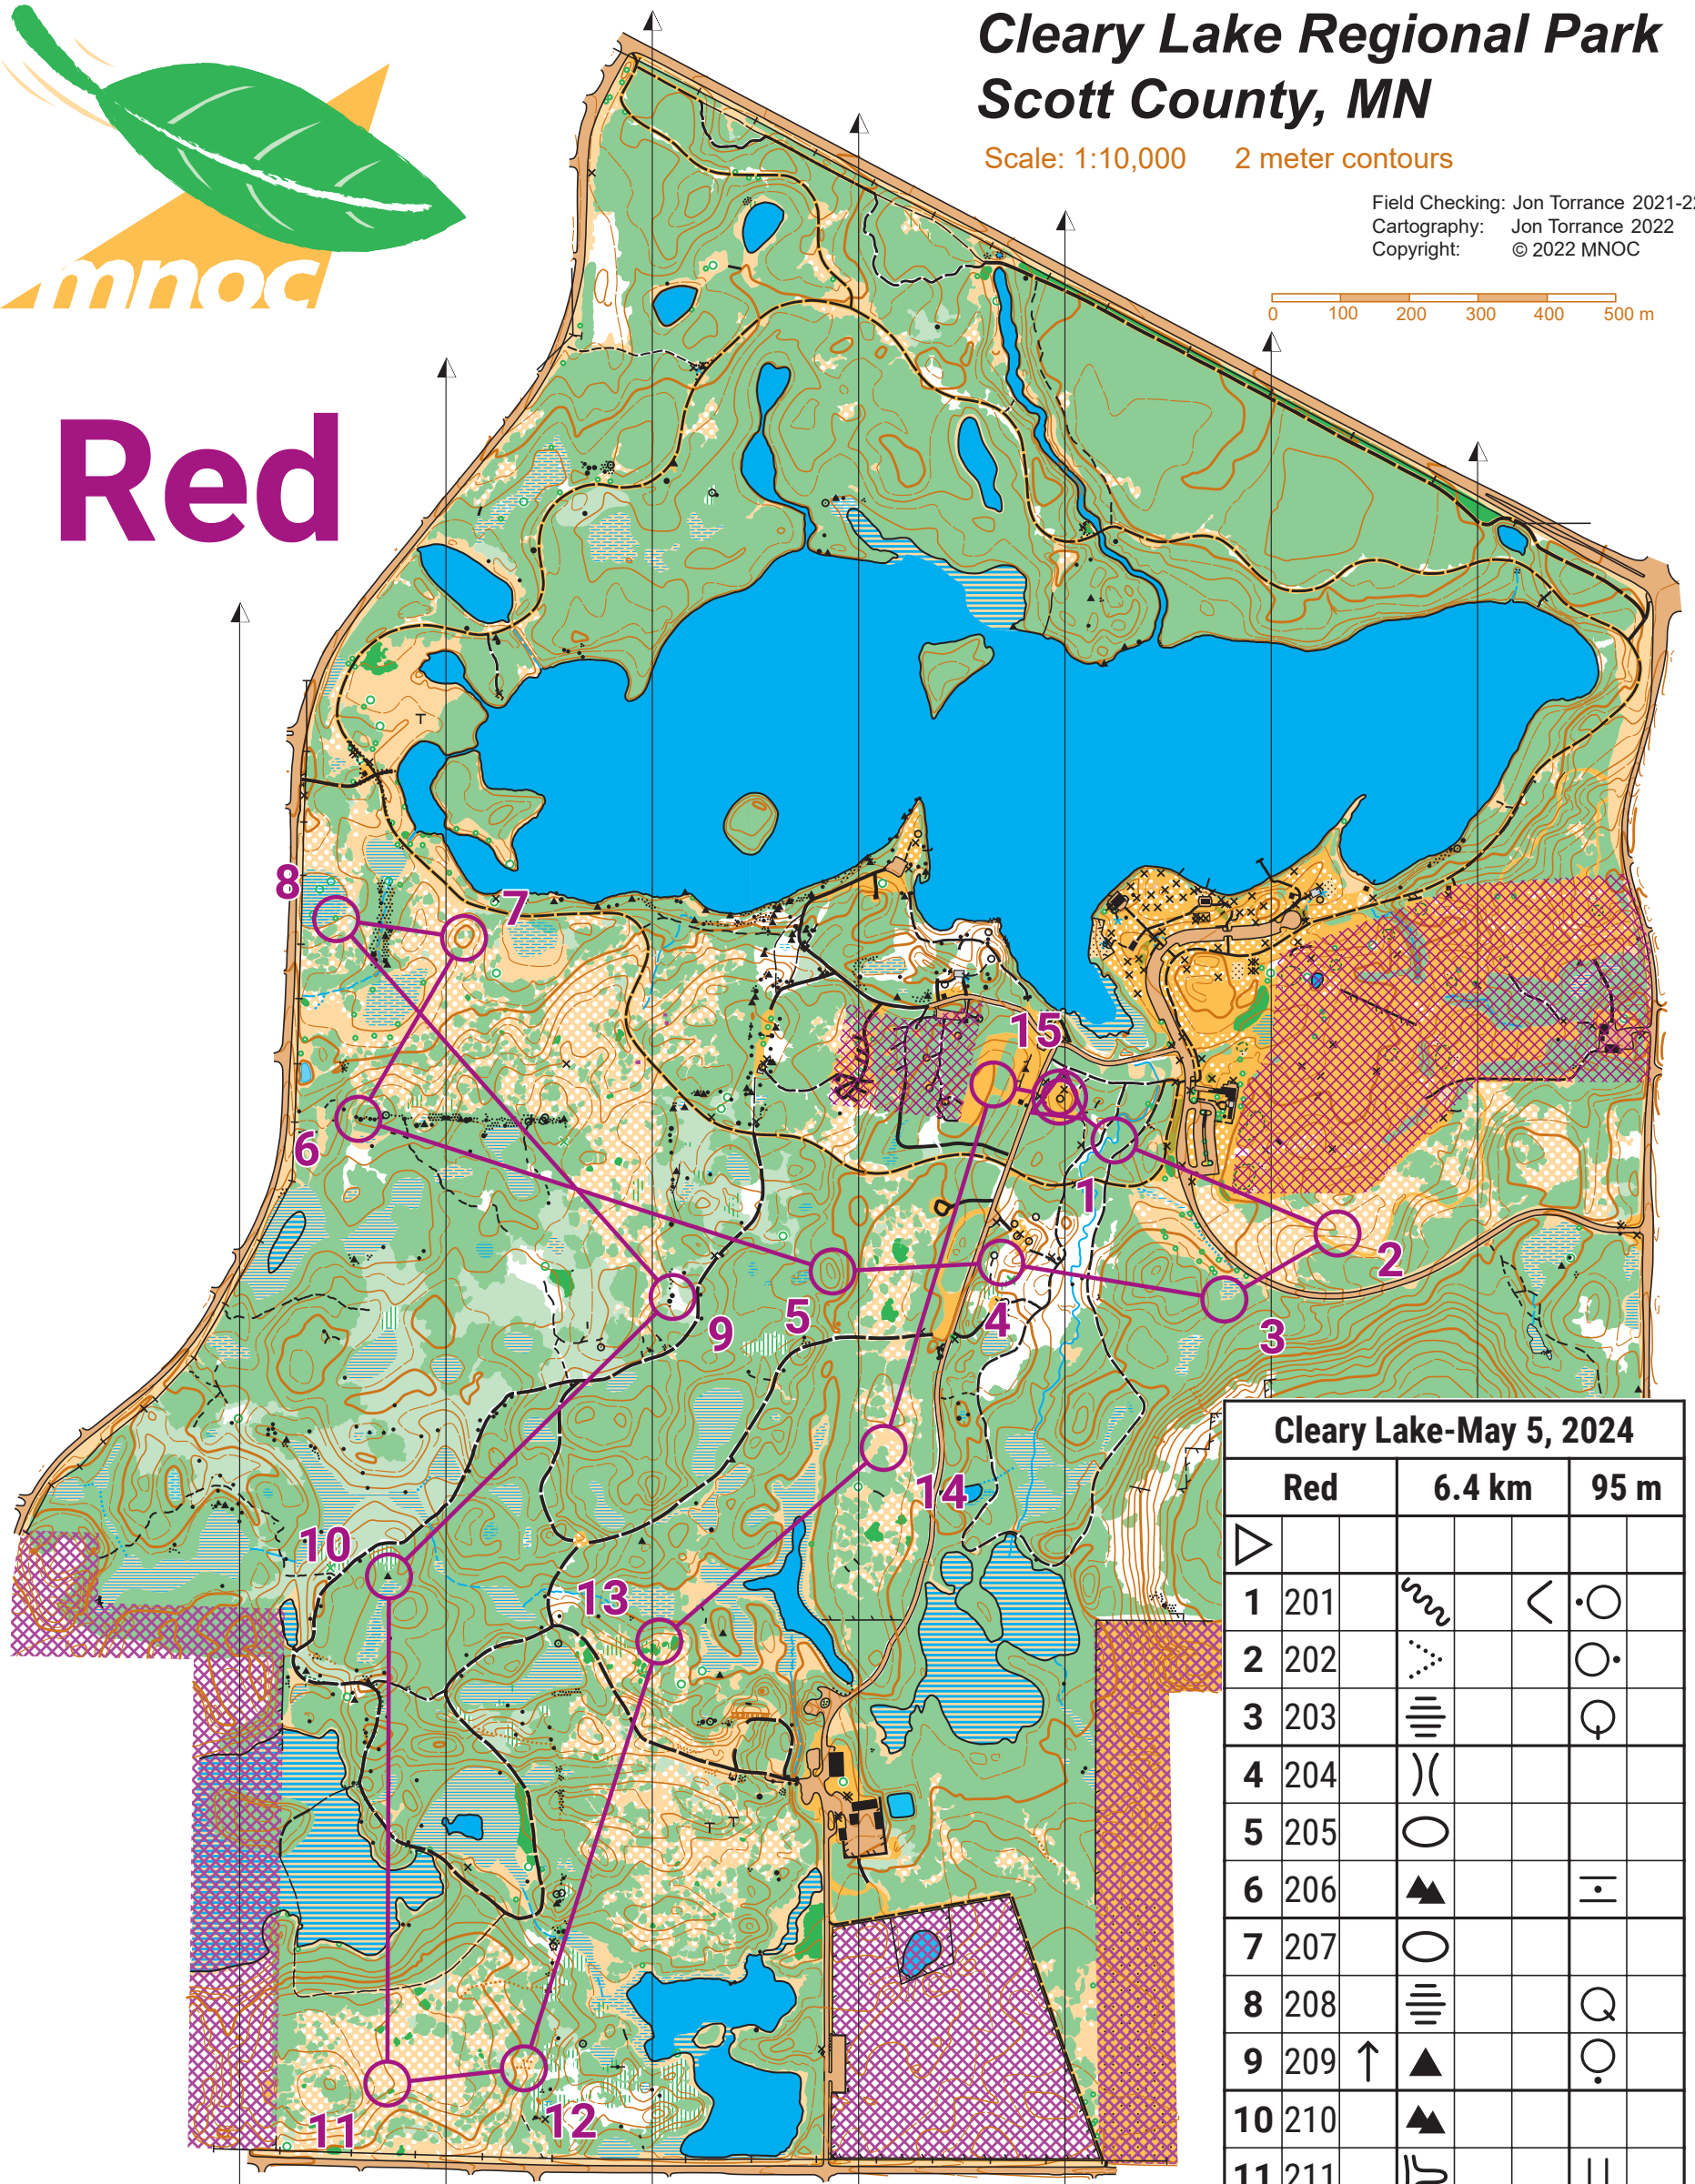 Cleary Lake Regional Park
Scott County, MN
Scale: 1:10,000 2 meter contours
Field Checking: Jon Torrance 2021-22
Cartography: Jon Torrance 2022
Copyright: © 2022 MNOC
0 100 200 300 400 500 m
mnoc
Red
8
7
15
6
1
2
5
4
3
9
14
10
13
11
12
Cleary Lake-May 5, 2024
Red 6.4 km 95 m
1 201
2 202
3 203
4 204
5 205
6 206
7 207
8 208
9 209
10 210
11 211